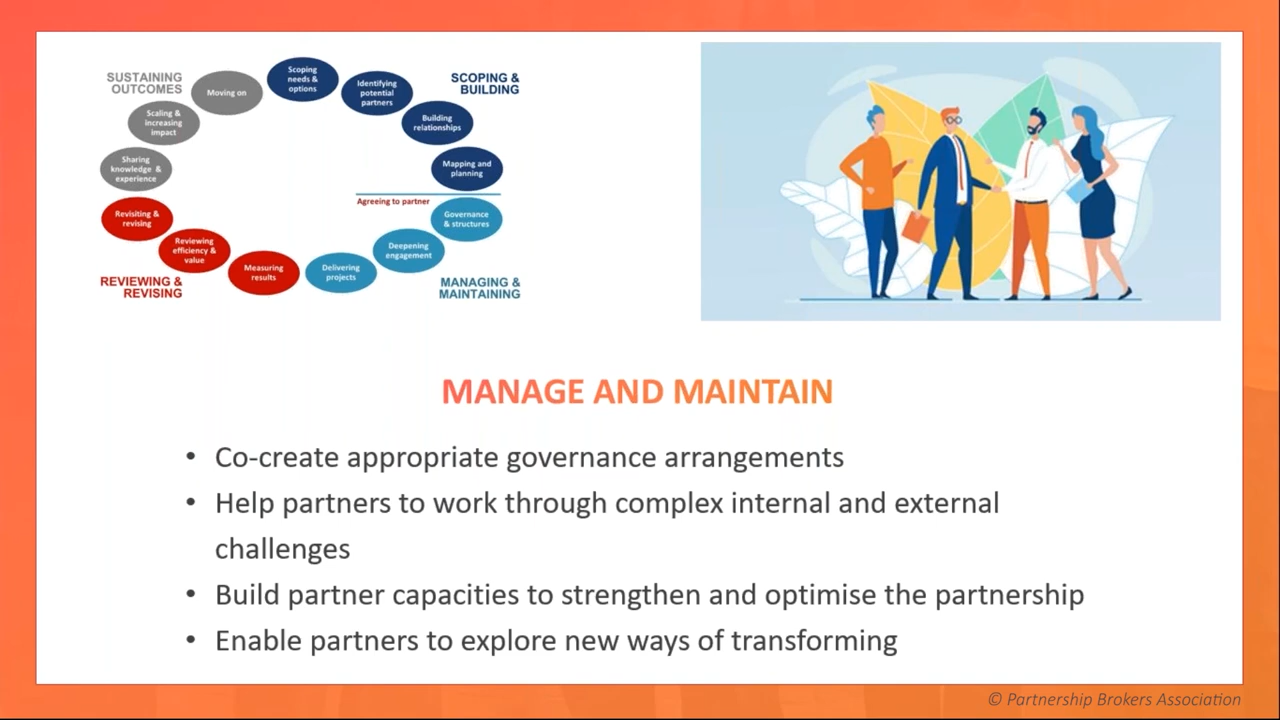 SUSTAINING
OUTCOMES
Moving on
Scoping
needs &
options
Identifying
potential
partners
SCOPING &
BUILDING
Scaling &
increasing
impact
Building
relationships
Sharing
knowledge &
experience
Mapping and
planning
Agreeing to partner
Revisiting &
revising
Governance
& structures
Reviewing
efficiency &
value
Deepening
engagement
Measuring
results
Delivering
projects
REVIEWING &
REVISING
MANAGING &
MAINTAINING
MANAGE AND MAINTAIN
• Co-create appropriate governance arrangements
• Help partners to work through complex internal and external
challenges
• Build partner capacities to strengthen and optimise the partnership
• Enable partners to explore new ways of transforming
© Partnership Brokers Association